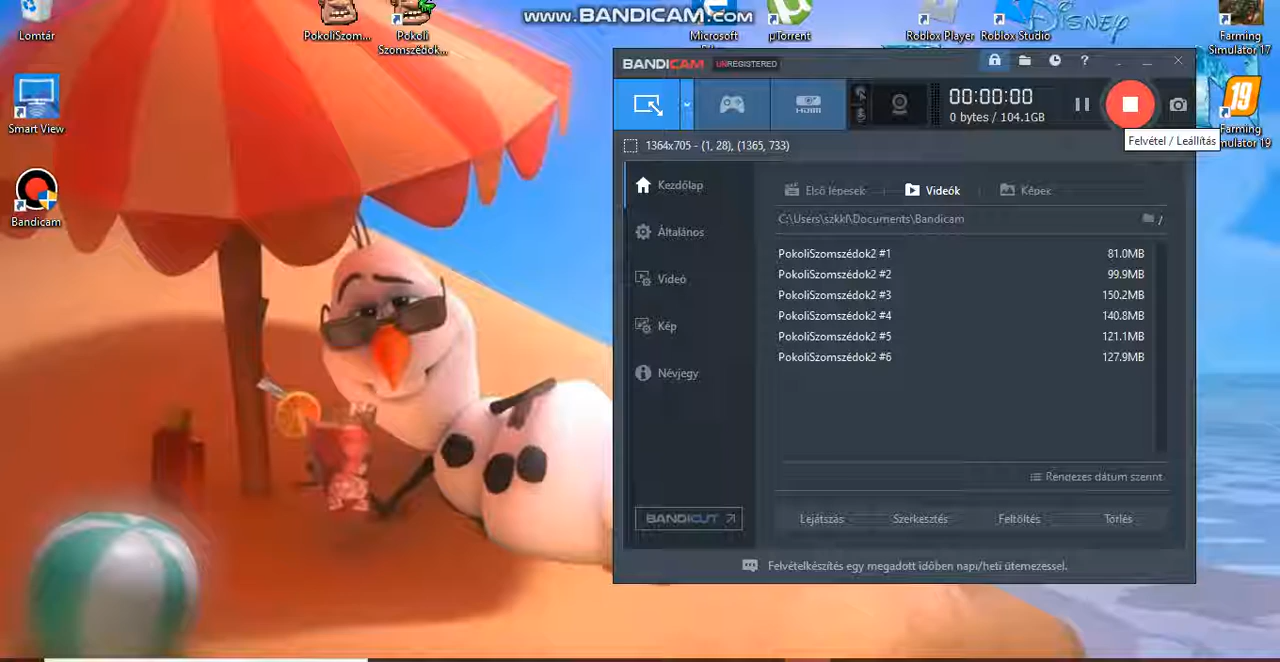 www.BANDICAM.com
DISNEY
Lomtár
PokoliSzom...
Pokoli
Szomszédok...
Microsoft
µTorrent
Roblox Player
Roblox Studio
Farming
Simulator 17
Smart View
19
Farming
Bandicam
BANDICAM
UNREGISTERED
?
HDMI
00:00:00
0 bytes / 104.1GB
Felvétel / Leállítás
1364x705 - (1, 28), (1365, 733)
Kezdőlap
Általános
Videó
Kép
Névjegy
Első lépések
Videók
Képek
C:\Users\szkkf\Documents\Bandicam
PokoliSzomszédok2 #1 81.0MB
PokoliSzomszédok2 #2 99.9MB
PokoliSzomszédok2 #3 150.2MB
PokoliSzomszédok2 #4 140.8MB
PokoliSzomszédok2 #5 121.1MB
PokoliSzomszédok2 #6 127.9MB
Rendezés dátum szerint
Lejátszás
Szerkesztés
Feltöltés
Törlés
BANDICUT
Felvételkészítés egy megadott időben napi/heti ütemezéssel.